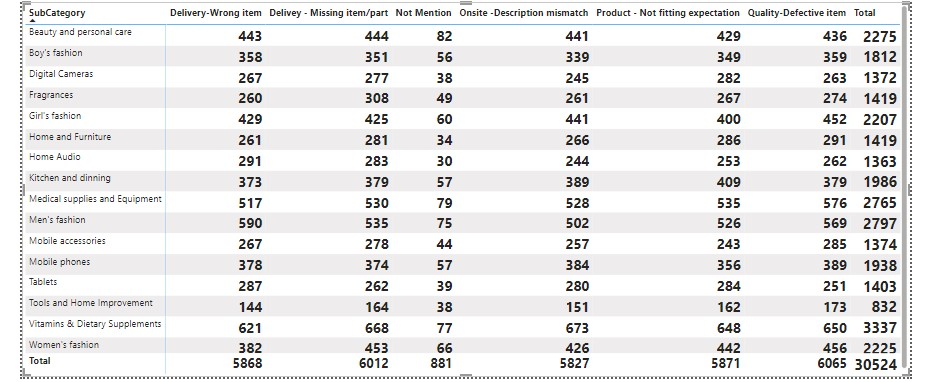 SubCategory Delivery-Wrong item Delivey - Missing item/part Not Mention Onsite -Description mismatch Product - Not fitting expectation Quality-Defective item Total
Beauty and personal care 443 444 82 441 429 436 2275
Boy's fashion 358 351 56 339 349 359 1812
Digital Cameras 267 277 38 245 282 263 1372
Fragrances 260 308 49 261 267 274 1419
Girl's fashion 429 425 60 441 400 452 2207
Home and Furniture 261 281 34 266 286 291 1419
Home Audio 291 283 30 244 253 262 1363
Kitchen and dinning 373 379 57 389 409 379 1986
Medical supplies and Equipment 517 530 79 528 535 576 2765
Men's fashion 590 535 75 502 526 569 2797
Mobile accessories 267 278 44 257 243 285 1374
Mobile phones 378 374 57 384 356 389 1938
Tablets 287 262 39 280 284 251 1403
Tools and Home Improvement 144 164 38 151 162 173 832
Vitamins & Dietary Supplements 621 668 77 673 648 650 3337
Women's fashion 382 453 66 426 442 456 2225
Total 5868 6012 881 5827 5871 6065 30524